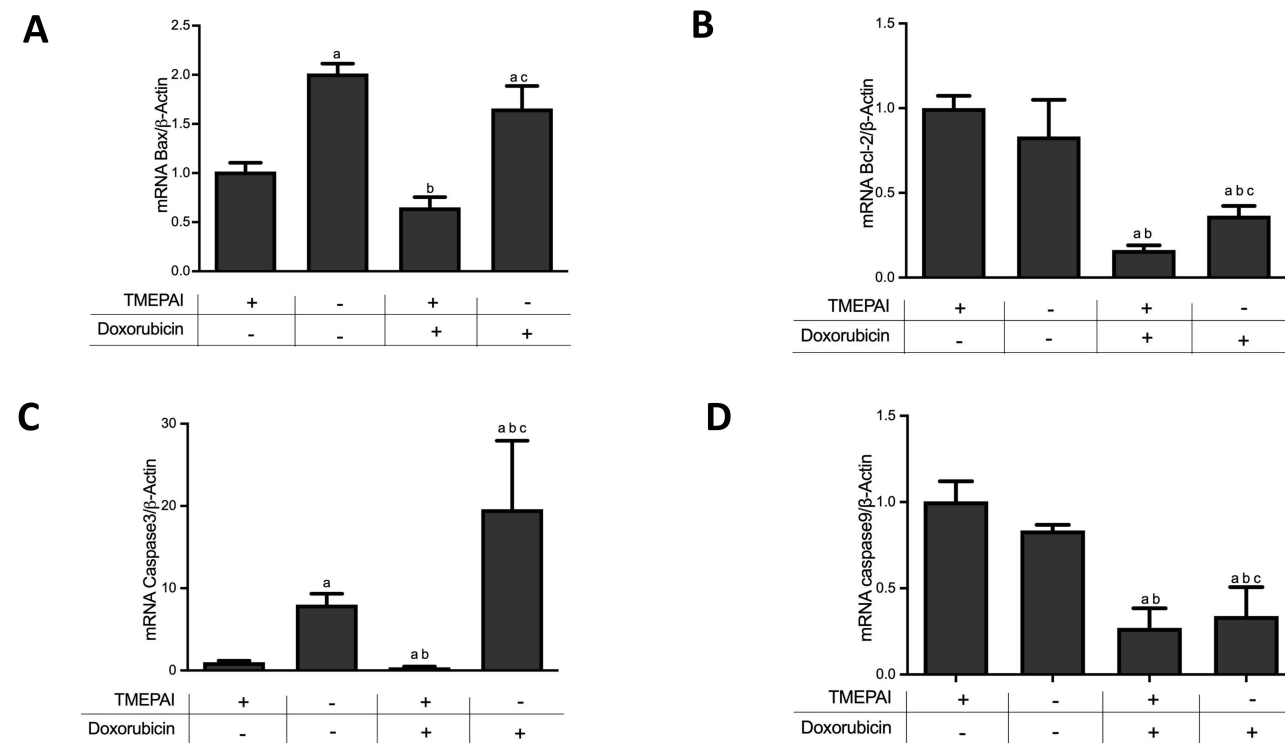 A
mRNA Bax/β-Actin
2.5
2.0
1.5
1.0
0.5
0.0
a
b
a c
TMEPAI + - + -
Doxorubicin - - + +
B
mRNA Bcl-2/β-Actin
1.5
1.0
0.5
0.0
a b
a b c
TMEPAI + - + -
Doxorubicin - - + +
C
mRNA Caspase3/β-Actin
30
20
10
0
a
a b
a b c
TMEPAI + - + -
Doxorubicin - - + +
D
mRNA caspase9/β-Actin
1.5
1.0
0.5
0.0
a b
a b c
TMEPAI + - + -
Doxorubicin - - + +